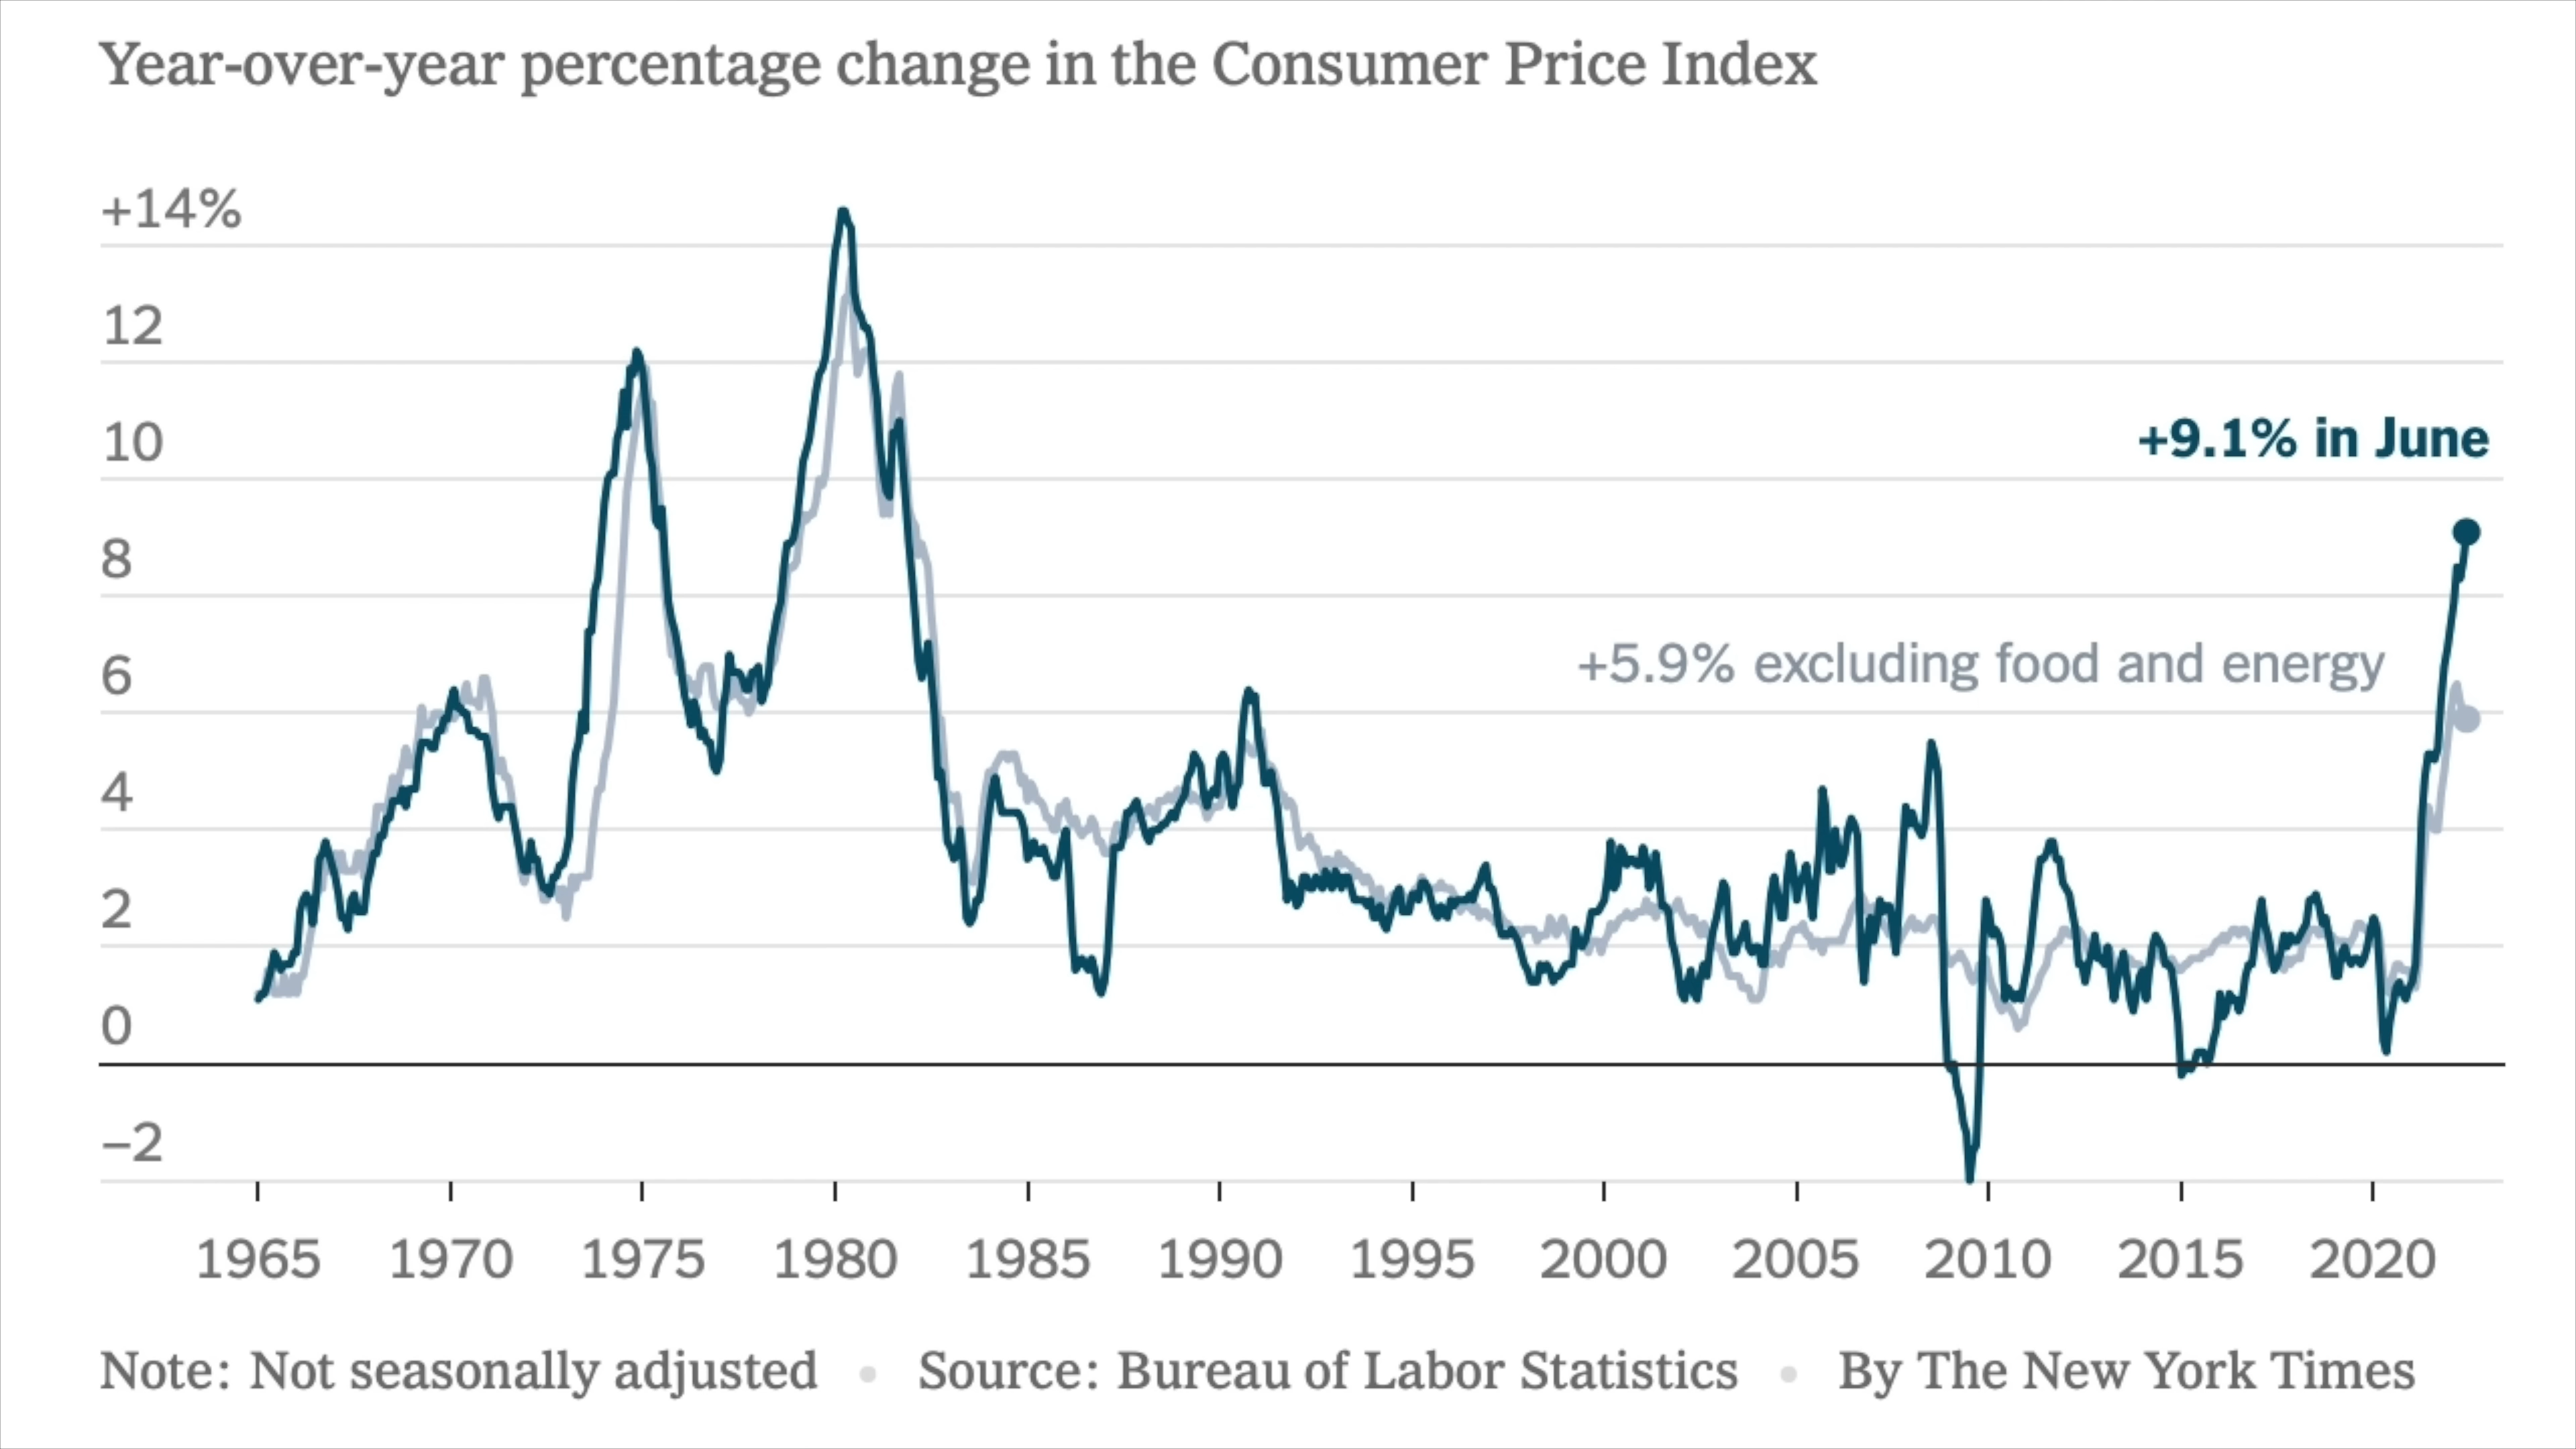 Year-over-year percentage change in the Consumer Price Index
+14%
12
10
+9.1% in June
8
+5.9% excluding food and energy
6
4
2
0
−2
1965 1970 1975 1980 1985 1990 1995 2000 2005 2010 2015 2020
Note: Not seasonally adjusted • Source: Bureau of Labor Statistics • By The New York Times